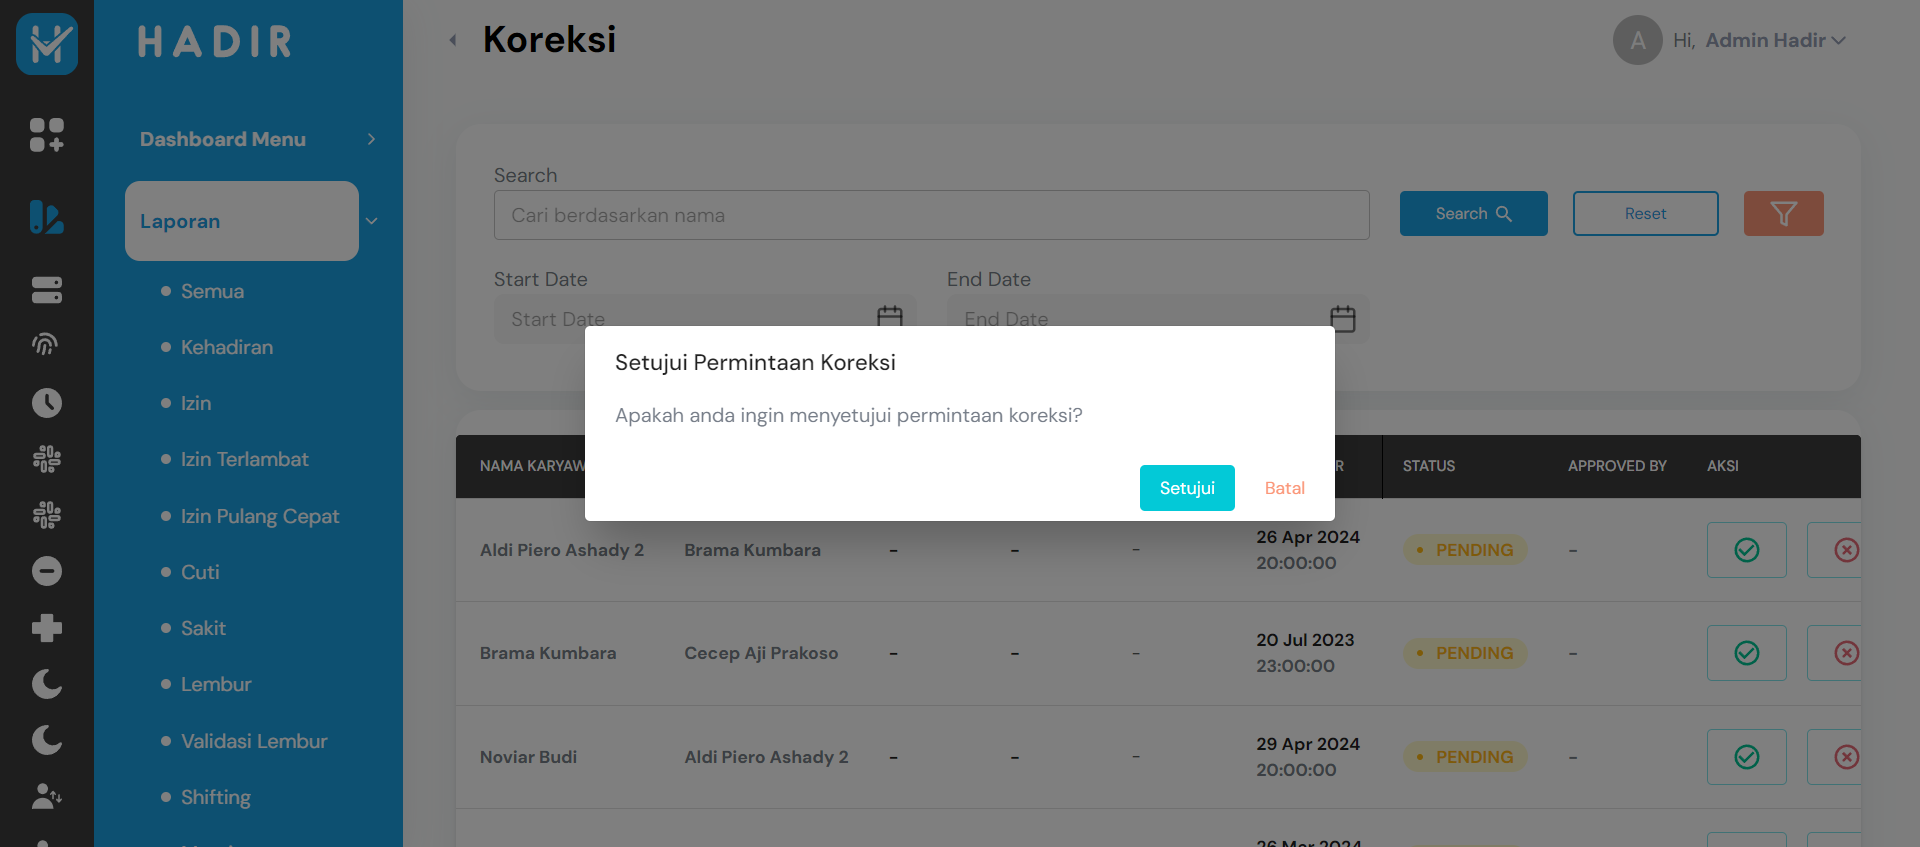 HADIR
Koreksi
A
Hi, Admin Hadir
Dashboard Menu
Laporan
Semua
Kehadiran
Izin
Izin Terlambat
Izin Pulang Cepat
Cuti
Sakit
Lembur
Validasi Lembur
Shifting
Search
Cari berdasarkan nama
Search
Reset
Start Date
End Date
Start Date
End Date
Setujui Permintaan Koreksi
Apakah anda ingin menyetujui permintaan koreksi?
Setujui
Batal
STATUS
APPROVED BY
AKSI
Aldi Piero Ashady 2
Brama Kumbara
-
-
-
26 Apr 2024
20:00:00
PENDING
-
Brama Kumbara
Cecep Aji Prakoso
-
-
-
20 Jul 2023
23:00:00
PENDING
-
Noviar Budi
Aldi Piero Ashady 2
-
-
-
29 Apr 2024
20:00:00
PENDING
-
26 Mar 2024